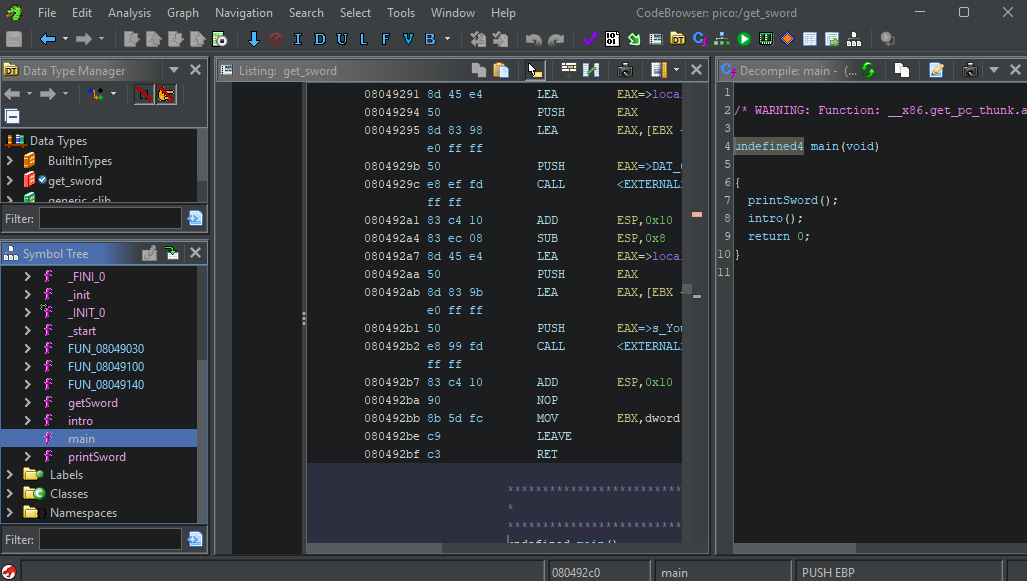 File Edit Analysis Graph Navigation Search Select Tools Window Help CodeBrowser: pico:/get_sword
I D U L F V B
Data Type Manager
Data Types
BuiltInTypes
get_sword
generic_clib
Filter:
Symbol Tree
_FINI_0
_init
_INIT_0
_start
FUN_08049030
FUN_08049100
FUN_08049140
getSword
intro
main
printSword
Labels
Classes
Namespaces
Filter:
Listing: get_sword
08049291 8d 45 e4 LEA EAX=>loca
08049294 50 PUSH EAX
08049295 8d 83 98 LEA EAX,[EBX
e0 ff ff
0804929b 50 PUSH EAX=>DAT_
0804929c e8 ef fd CALL <EXTERNAL
ff ff
080492a1 83 c4 10 ADD ESP,0x10
080492a4 83 ec 08 SUB ESP,0x8
080492a7 8d 45 e4 LEA EAX=>loca
080492aa 50 PUSH EAX
080492ab 8d 83 9b LEA EAX,[EBX
e0 ff ff
080492b1 50 PUSH EAX=>s_You
080492b2 e8 99 fd CALL <EXTERNAL
ff ff
080492b7 83 c4 10 ADD ESP,0x10
080492ba 90 NOP
080492bb 8b 5d fc MOV EBX,dword
080492be c9 LEAVE
080492bf c3 RET
*************************
*
*************************
undefined main()
Decompile: main - (...
1
2 /* WARNING: Function: __x86.get_pc_thunk.a
3
4 undefined4 main(void)
5
6 {
7 printSword();
8 intro();
9 return 0;
10 }
11
080492c0 main PUSH EBP